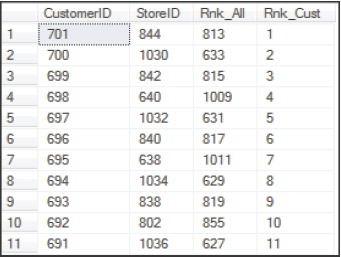 CustomerID StoreID Rnk_All Rnk_Cust
1 701 844 813 1
2 700 1030 633 2
3 699 842 815 3
4 698 640 1009 4
5 697 1032 631 5
6 696 840 817 6
7 695 638 1011 7
8 694 1034 629 8
9 693 838 819 9
10 692 802 855 10
11 691 1036 627 11